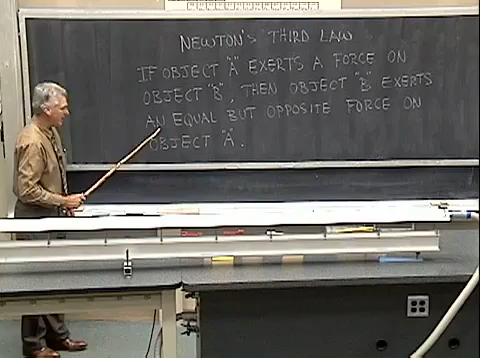 NEWTON'S THIRD LAW
IF OBJECT "A" EXERTS A FORCE ON
OBJECT "B", THEN OBJECT "B" EXERTS
AN EQUAL BUT OPPOSITE FORCE ON
OBJECT "A".